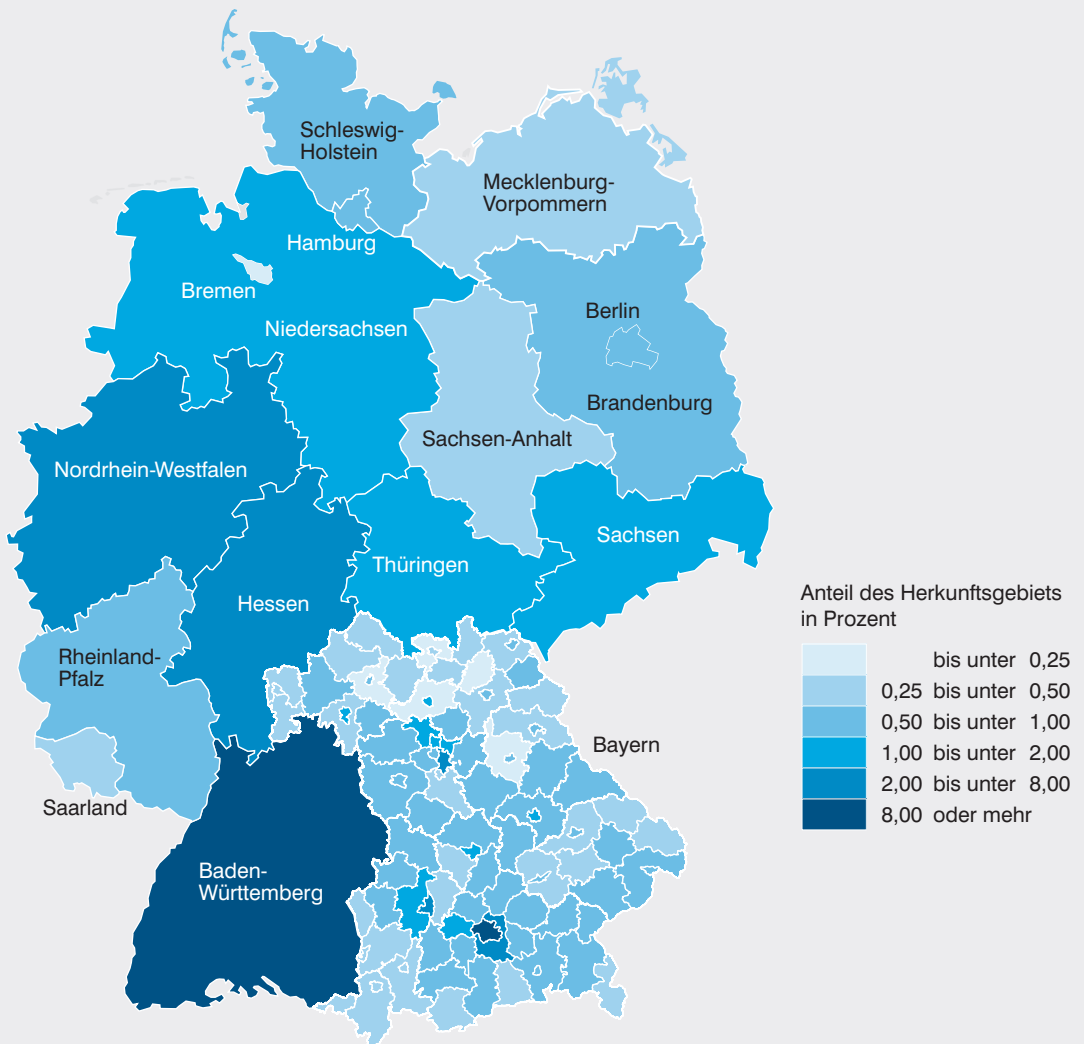 Schleswig-
Holstein
Mecklenburg-
Vorpommern
Hamburg
Bremen
Berlin
Niedersachsen
Brandenburg
Sachsen-Anhalt
Nordrhein-Westfalen
Sachsen
Thüringen
Hessen
Rheinland-
Pfalz
Bayern
Saarland
Baden-
Württemberg
Anteil des Herkunftsgebiets
in Prozent
bis unter 0,25
0,25 bis unter 0,50
0,50 bis unter 1,00
1,00 bis unter 2,00
2,00 bis unter 8,00
8,00 oder mehr